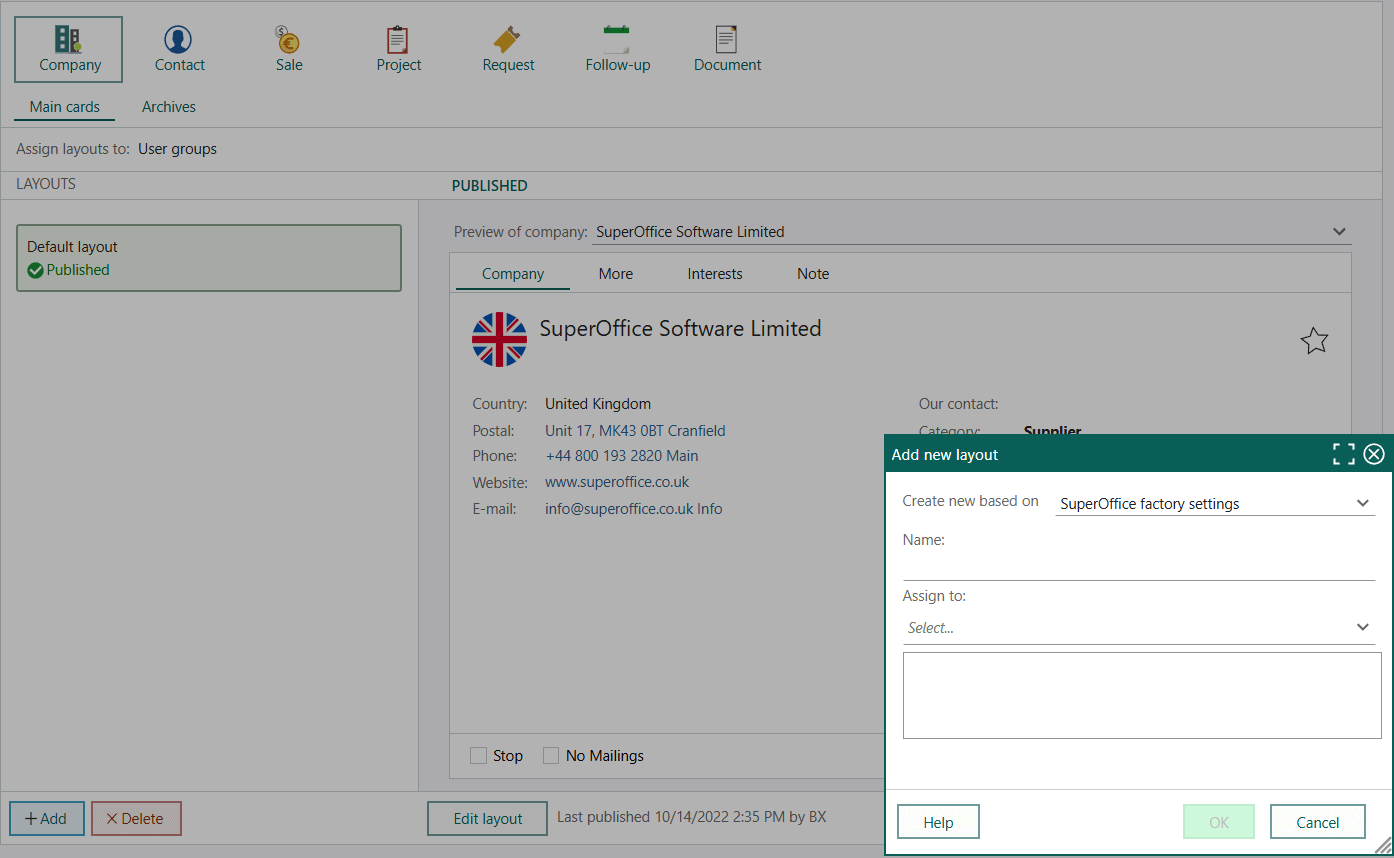 Company Contact Sale Project Request Follow-up Document
Main cards Archives
Assign layouts to: User groups
LAYOUTS
PUBLISHED
Default layout
Published
Preview of company: SuperOffice Software Limited
Company More Interests Note
SuperOffice Software Limited
Country: United Kingdom
Our contact:
Postal: Unit 17, MK43 0BT Cranfield
Category: Supplier
Phone: +44 800 193 2820 Main
Website: www.superoffice.co.uk
E-mail: info@superoffice.co.uk Info
Stop No Mailings
+ Add
× Delete
Edit layout
Last published 10/14/2022 2:35 PM by BX
Add new layout
Create new based on SuperOffice factory settings
Name:
Assign to:
Select...
Help OK Cancel